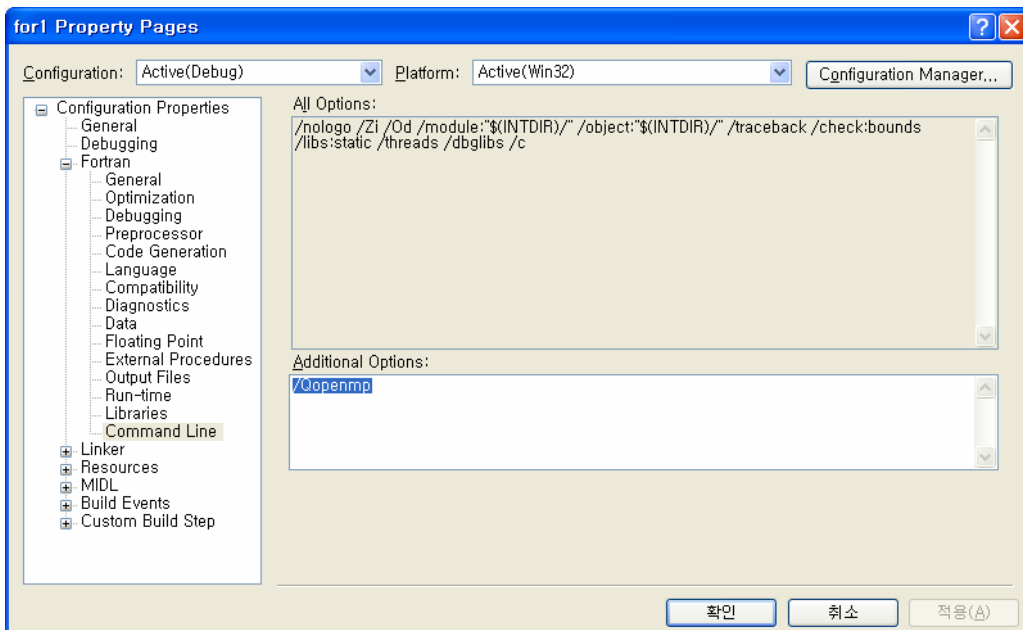 for1 Property Pages
Configuration: Active(Debug) Platform: Active(Win32) Configuration Manager...
Configuration Properties
General
Debugging
Fortran
General
Optimization
Debugging
Preprocessor
Code Generation
Language
Compatibility
Diagnostics
Data
Floating Point
External Procedures
Output Files
Run-time
Libraries
Command Line
Linker
Resources
MIDL
Build Events
Custom Build Step
All Options:
/nologo /Zi /Od /module:"$(INTDIR)/" /object:"$(INTDIR)/" /traceback /check:bounds
/libs:static /threads /dbglibs /c
Additional Options:
/Qopenmp
확인 취소 적용(A)